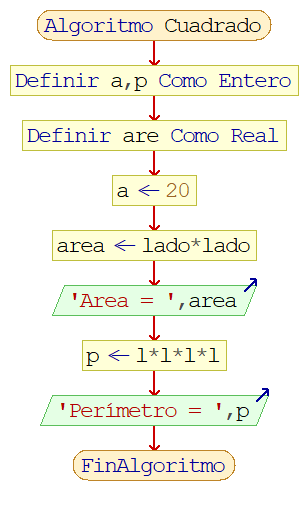 Algoritmo Cuadrado
Definir a,p Como Entero
Definir are Como Real
a ← 20
area ← lado*lado
'Area = ',area
p ← l*l*l*l
'Perímetro = ',p
FinAlgoritmo